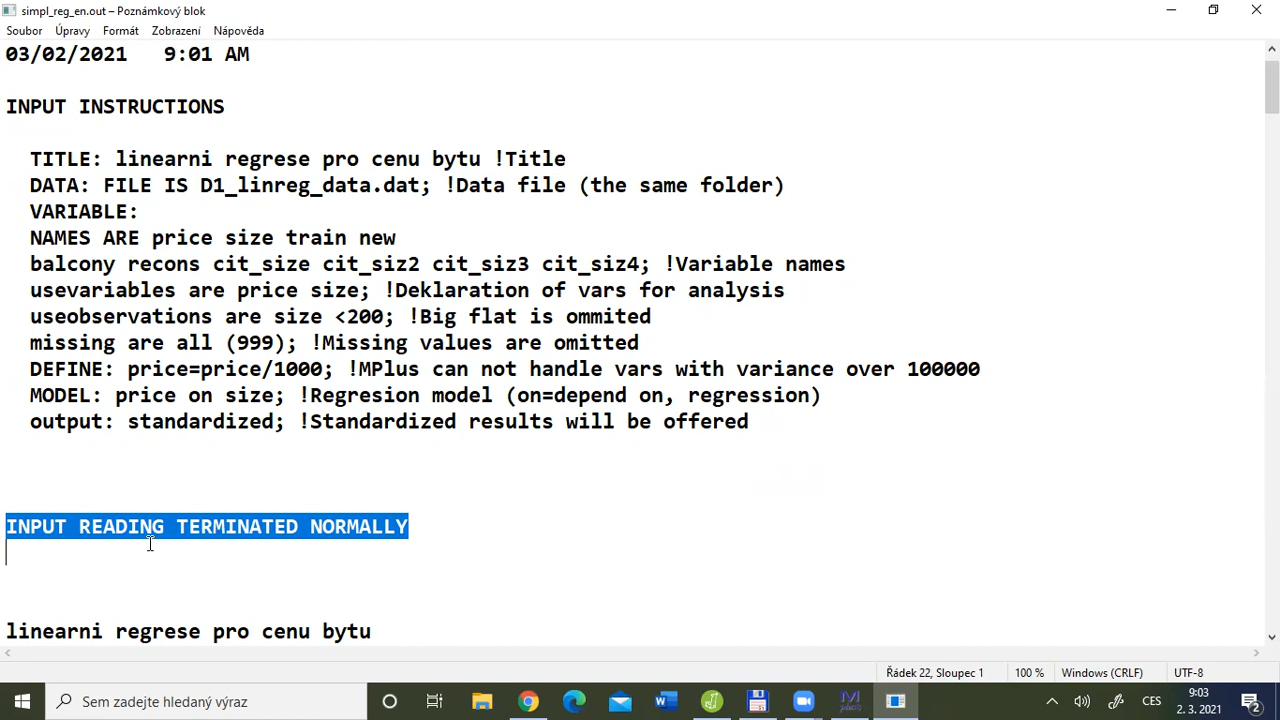 simpl_reg_en.out – Poznámkový blok
Soubor Úpravy Formát Zobrazení Nápověda
03/02/2021 9:01 AM
INPUT INSTRUCTIONS
TITLE: linearni regrese pro cenu bytu !Title
DATA: FILE IS D1_linreg_data.dat; !Data file (the same folder)
VARIABLE:
NAMES ARE price size train new
balcony recons cit_size cit_siz2 cit_siz3 cit_siz4; !Variable names
usevariables are price size; !Deklaration of vars for analysis
useobservations are size <200; !Big flat is ommited
missing are all (999); !Missing values are omitted
DEFINE: price=price/1000; !MPlus can not handle vars with variance over 100000
MODEL: price on size; !Regresion model (on=depend on, regression)
output: standardized; !Standardized results will be offered
INPUT READING TERMINATED NORMALLY
linearni regrese pro cenu bytu
Řádek 22, Sloupec 1 100 % Windows (CRLF) UTF-8
Sem zadejte hledaný výraz
CES
9:03
2. 3. 2021
2